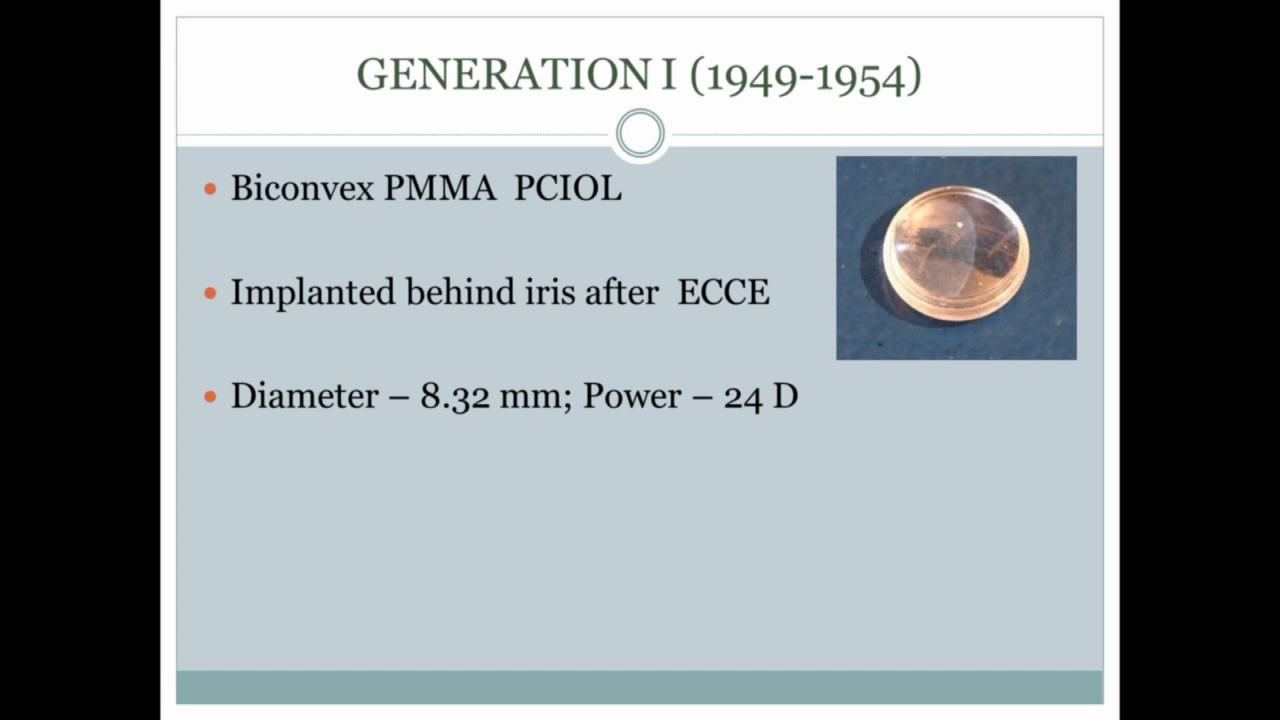 GENERATION I (1949-1954)
• Biconvex PMMA PCIOL
• Implanted behind iris after ECCE
• Diameter – 8.32 mm; Power – 24 D